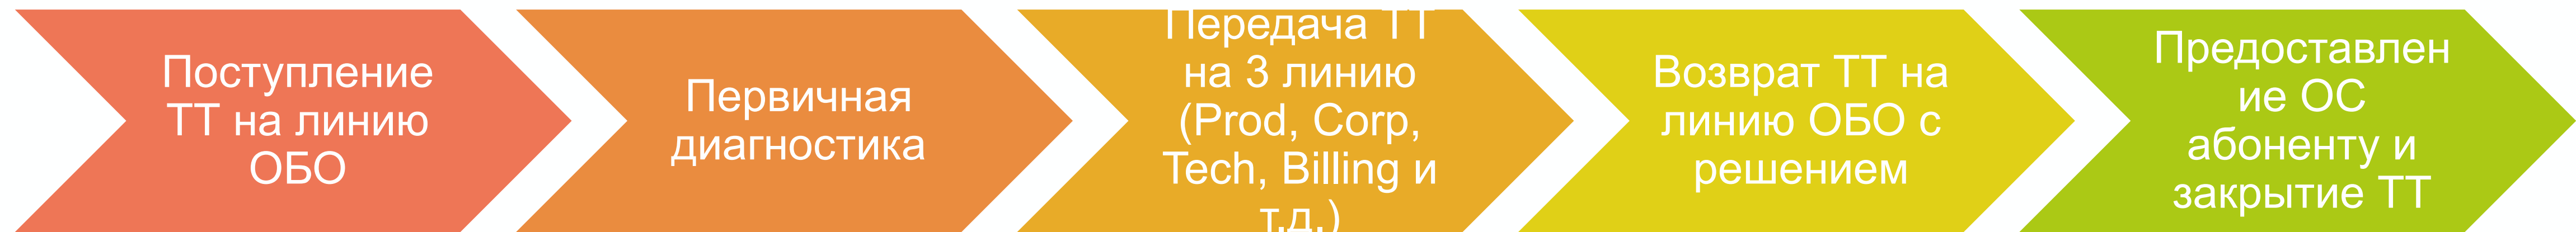 Поступление
ТТ на линию
ОБО
Первичная
диагностика
Передача ТТ
на 3 линию
(Prod, Corp,
Tech, Billing и
т.д.)
Возврат ТТ на
линию ОБО с
решением
Предоставлен
ие ОС
абоненту и
закрытие ТТ